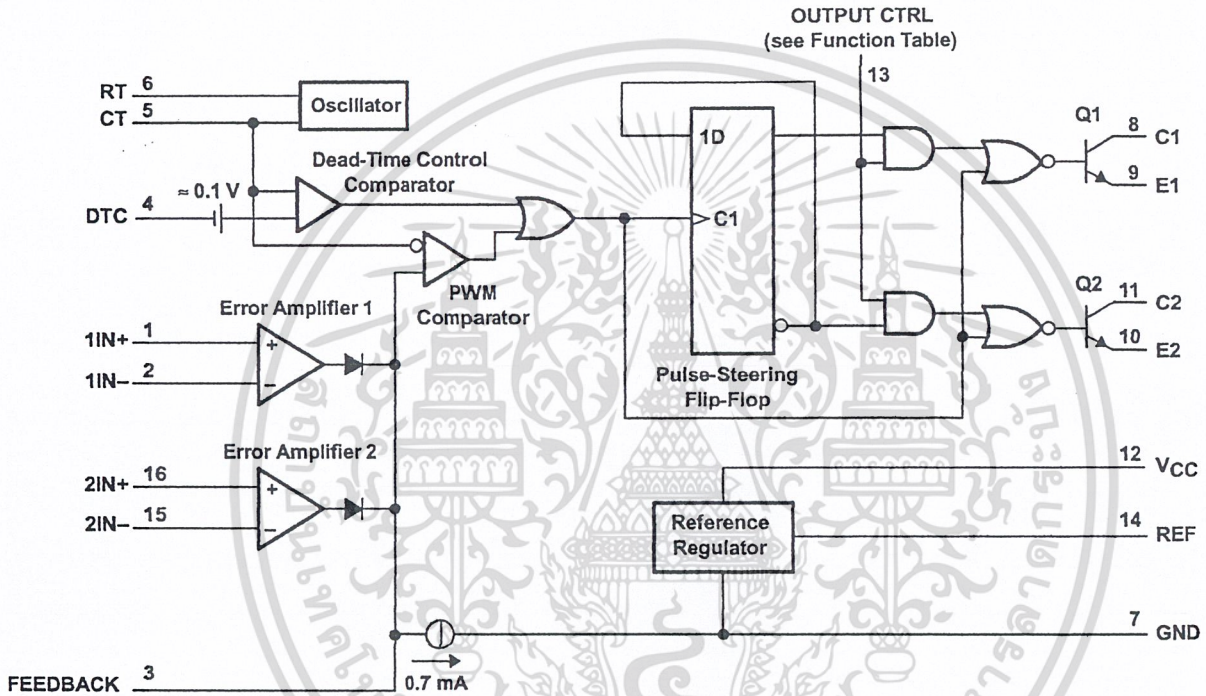 OUTPUT CTRL
(see Function Table)
13
RT 6
CT 5
Oscillator
Dead-Time Control
Comparator
≈ 0.1 V
DTC 4
PWM
Comparator
1D
C1
Pulse-Steering
Flip-Flop
Q1
8 C1
9 E1
Q2
11 C2
10 E2
Error Amplifier 1
1IN+ 1
1IN– 2
+
–
Error Amplifier 2
2IN+ 16
2IN– 15
+
–
12 VCC
Reference
Regulator
14 REF
7 GND
0.7 mA
FEEDBACK 3